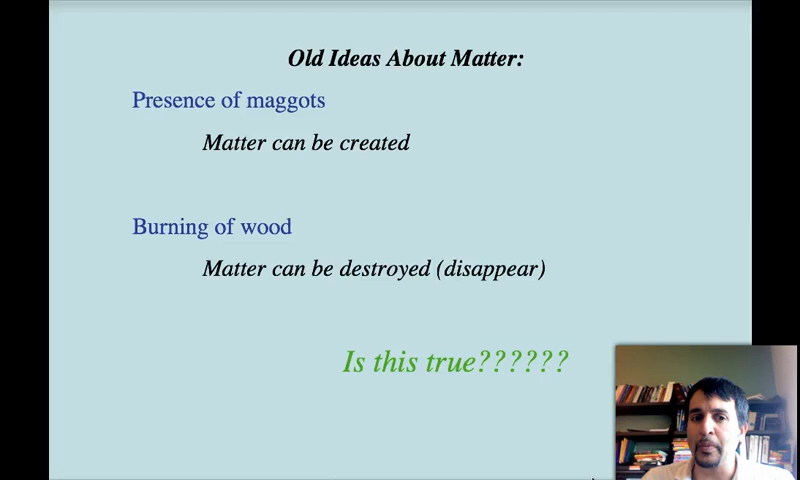 Old Ideas About Matter:
Presence of maggots
Matter can be created
Burning of wood
Matter can be destroyed (disappear)
Is this true??????